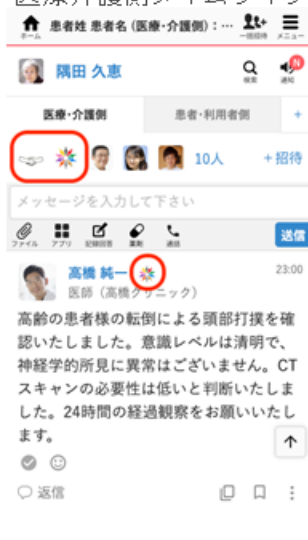 患者姓 患者名 (医療・介護側) : …
ホーム
一括招待
メニュー
隅田 久恵
検索
通知
医療・介護側
患者・利用者側
+
10人
+招待
メッセージを入力して下さい
ファイル
アプリ
記録回答
薬剤
通話
送信
高橋 純一
23:00
医師（高橋クリニック）
高齢の患者様の転倒による頭部打撲を確
認いたしました。意識レベルは清明で、
神経学的所見に異常はございません。CT
スキャンの必要性は低いと判断いたしま
した。24時間の経過観察をお願いいたし
ます。
返信